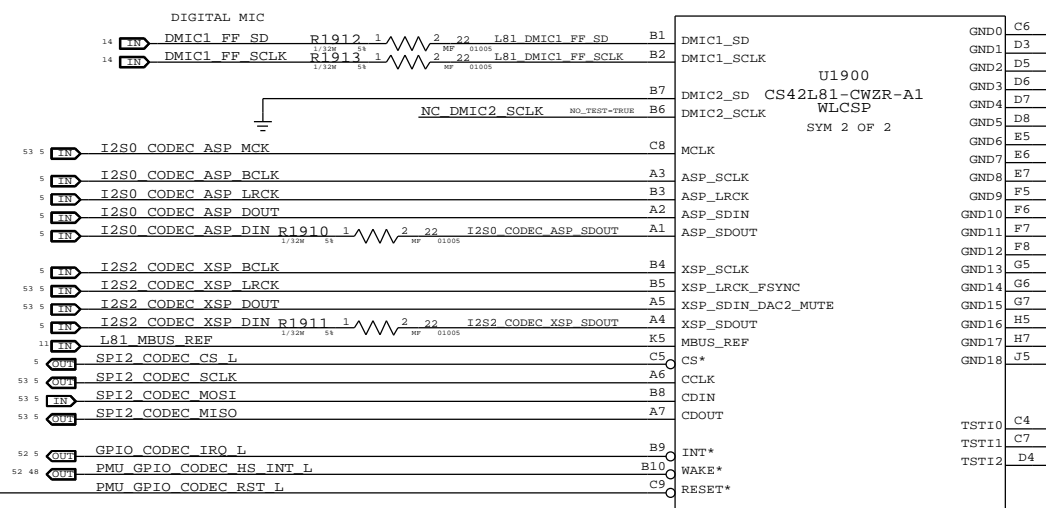 DIGITAL MIC
14 IN DMIC1_FF_SD R1912 1 2 22 L81_DMIC1_FF_SD B1 DMIC1_SD
1/32W 5% MF 01005
14 IN DMIC1_FF_SCLK R1913 1 2 22 L81_DMIC1_FF_SCLK B2 DMIC1_SCLK
1/32W 5% MF 01005
B7 DMIC2_SD
NC_DMIC2_SCLK NO_TEST=TRUE B6 DMIC2_SCLK
U1900
CS42L81-CWZR-A1
WLCSP
SYM 2 OF 2
53 5 IN I2S0_CODEC_ASP_MCK C8 MCLK
5 IN I2S0_CODEC_ASP_BCLK A3 ASP_SCLK
5 IN I2S0_CODEC_ASP_LRCK B3 ASP_LRCK
5 IN I2S0_CODEC_ASP_DOUT A2 ASP_SDIN
5 IN I2S0_CODEC_ASP_DIN R1910 1 2 22 I2S0_CODEC_ASP_SDOUT A1 ASP_SDOUT
1/32W 5% MF 01005
5 IN I2S2_CODEC_XSP_BCLK B4 XSP_SCLK
53 5 IN I2S2_CODEC_XSP_LRCK B5 XSP_LRCK_FSYNC
53 5 IN I2S2_CODEC_XSP_DOUT A5 XSP_SDIN_DAC2_MUTE
5 IN I2S2_CODEC_XSP_DIN R1911 1 2 22 I2S2_CODEC_XSP_SDOUT A4 XSP_SDOUT
1/32W 5% MF 01005
11 IN L81_MBUS_REF K5 MBUS_REF
5 OUT SPI2_CODEC_CS_L C5 CS*
53 5 OUT SPI2_CODEC_SCLK A6 CCLK
53 5 IN SPI2_CODEC_MOSI B8 CDIN
53 5 OUT SPI2_CODEC_MISO A7 CDOUT
52 5 OUT GPIO_CODEC_IRQ_L B9 INT*
52 48 OUT PMU_GPIO_CODEC_HS_INT_L B10 WAKE*
PMU_GPIO_CODEC_RST_L C9 RESET*
GND0 C6
GND1 D3
GND2 D5
GND3 D6
GND4 D7
GND5 D8
GND6 E5
GND7 E6
GND8 E7
GND9 F5
GND10 F6
GND11 F7
GND12 F8
GND13 G5
GND14 G6
GND15 G7
GND16 H5
GND17 H7
GND18 J5
TSTI0 C4
TSTI1 C7
TSTI2 D4